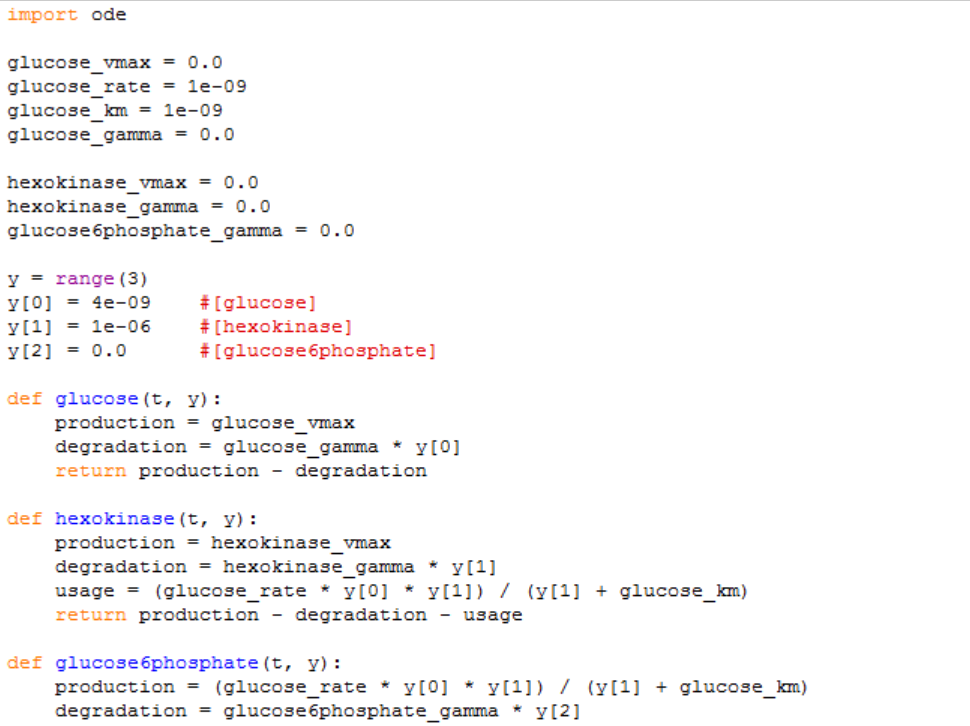 import ode
glucose_vmax = 0.0
glucose_rate = 1e-09
glucose_km = 1e-09
glucose_gamma = 0.0
hexokinase_vmax = 0.0
hexokinase_gamma = 0.0
glucose6phosphate_gamma = 0.0
y = range(3)
y[0] = 4e-09    #[glucose]
y[1] = 1e-06    #[hexokinase]
y[2] = 0.0      #[glucose6phosphate]
def glucose(t, y):
    production = glucose_vmax
    degradation = glucose_gamma * y[0]
    return production - degradation
def hexokinase(t, y):
    production = hexokinase_vmax
    degradation = hexokinase_gamma * y[1]
    usage = (glucose_rate * y[0] * y[1]) / (y[1] + glucose_km)
    return production - degradation - usage
def glucose6phosphate(t, y):
    production = (glucose_rate * y[0] * y[1]) / (y[1] + glucose_km)
    degradation = glucose6phosphate_gamma * y[2]